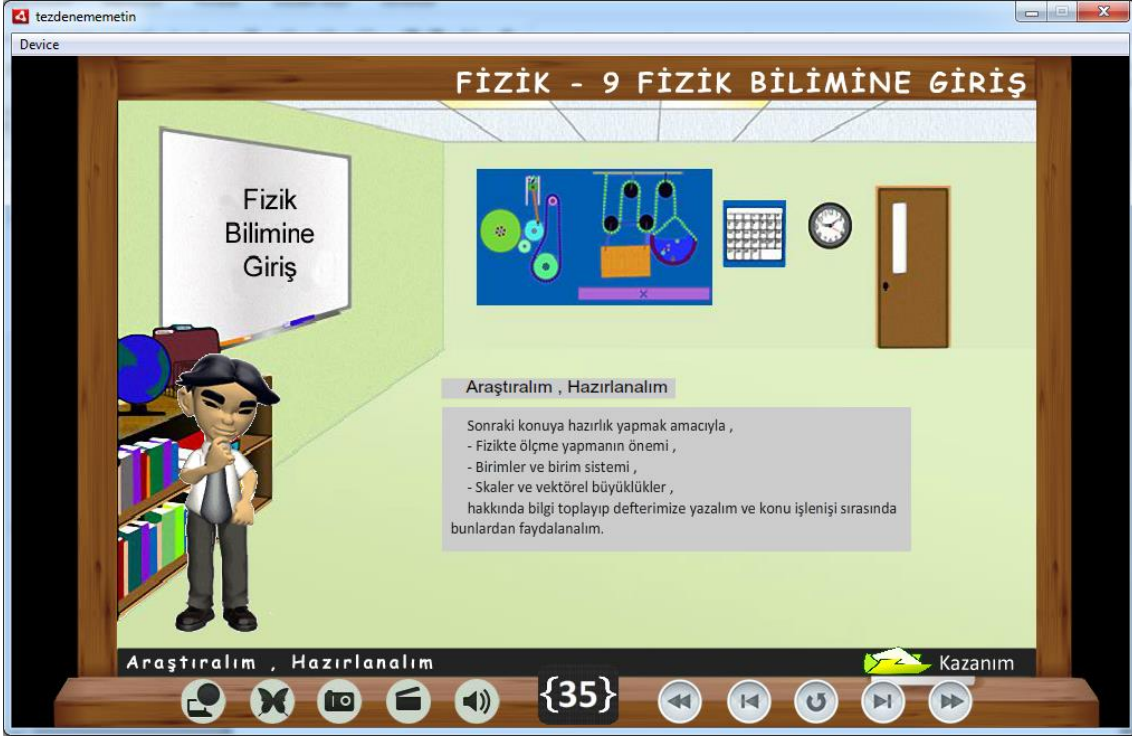 tezdenememetin
Device
FİZİK - 9 FİZİK BİLİMİNE GİRİŞ
Fizik
Bilimine
Giriş
Araştıralım , Hazırlanalım
Sonraki konuya hazırlık yapmak amacıyla ,
- Fizikte ölçme yapmanın önemi ,
- Birimler ve birim sistemi ,
- Skaler ve vektörel büyüklükler ,
hakkında bilgi toplayıp defterimize yazalım ve konu işlenişi sırasında
bunlardan faydalanalım.
Araştıralım , Hazırlanalım
Kazanım
{35}